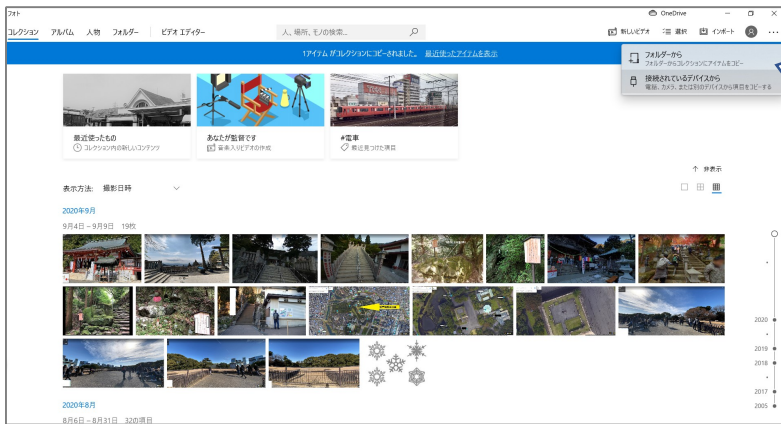 フォト
OneDrive
コレクション アルバム 人物 フォルダー ビデオ エディター
人、場所、モノの検索...
新しいビデオ 選択 インポート
1アイテム がコレクションにコピーされました。 最近使ったアイテムを表示
フォルダーから
フォルダーからコレクションにアイテムをコピー
接続されているデバイスから
電話、カメラ、または別のデバイスから項目をコピーする
最近使ったもの
コレクション内の新しいコンテンツ
あなたが監督です
音楽入りビデオの作成
#電車
最近見つけた項目
非表示
表示方法: 撮影日時
2020年9月
9月4日 – 9月9日 19枚
2020
2019
2018
2017
2005
2020年8月
8月6日 – 8月31日 32の項目